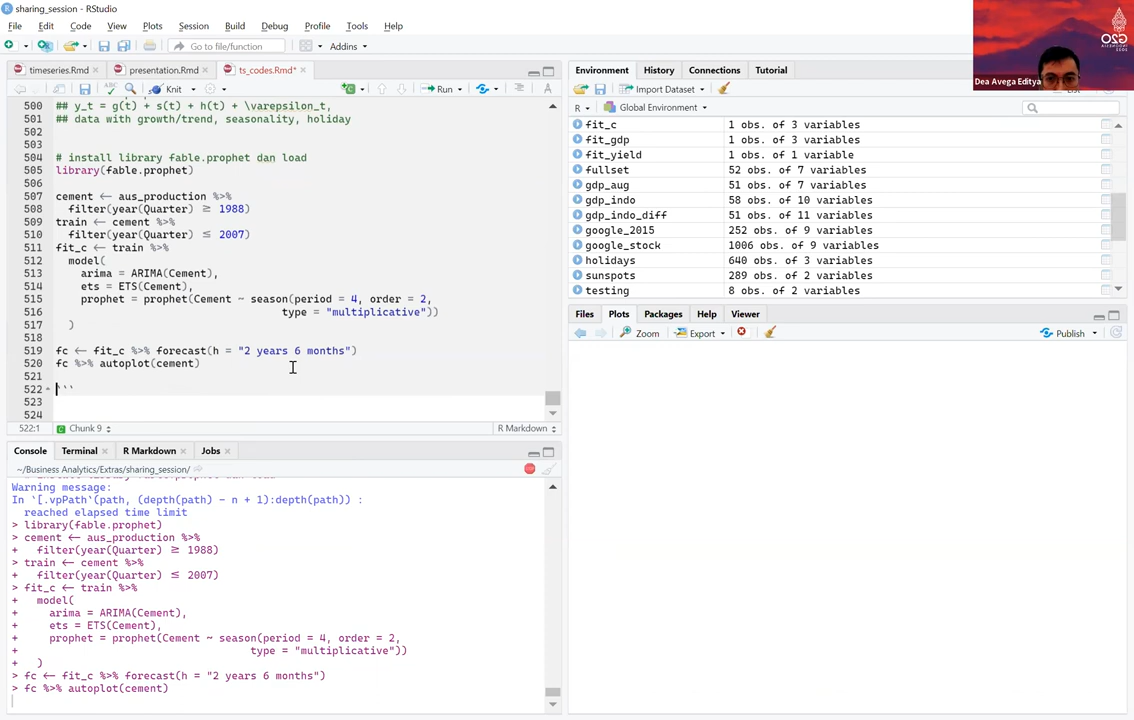 sharing_session - RStudio
File Edit Code View Plots Session Build Debug Profile Tools Help
Go to file/function Addins
G20
Dea Avega Editya
timeseries.Rmd presentation.Rmd ts_codes.Rmd*
Knit Run
500 ## y_t = g(t) + s(t) + h(t) + \varepsilon_t,
501 ## data with growth/trend, seasonality, holiday
502
503
504 # install library fable.prophet dan load
505 library(fable.prophet)
506
507 cement ← aus_production %>%
508 filter(year(Quarter) ≥ 1988)
509 train ← cement %>%
510 filter(year(Quarter) ≤ 2007)
511 fit_c ← train %>%
512 model(
513 arima = ARIMA(Cement),
514 ets = ETS(Cement),
515 prophet = prophet(Cement ~ season(period = 4, order = 2,
516 type = "multiplicative"))
517 )
518
519 fc ← fit_c %>% forecast(h = "2 years 6 months")
520 fc %>% autoplot(cement)
521
522 ```
523
524
522:1 Chunk 9 R Markdown
Console Terminal R Markdown Jobs
~/Business Analytics/Extras/sharing_session/
Warning message:
In `[.vpPath`(path, (depth(path) - n + 1):depth(path)) :
reached elapsed time limit
> library(fable.prophet)
> cement ← aus_production %>%
+ filter(year(Quarter) ≥ 1988)
> train ← cement %>%
+ filter(year(Quarter) ≤ 2007)
> fit_c ← train %>%
+ model(
+ arima = ARIMA(Cement),
+ ets = ETS(Cement),
+ prophet = prophet(Cement ~ season(period = 4, order = 2,
+ type = "multiplicative"))
+ )
> fc ← fit_c %>% forecast(h = "2 years 6 months")
> fc %>% autoplot(cement)
Environment History Connections Tutorial
Import Dataset List
R Global Environment
fit_c 1 obs. of 3 variables
fit_gdp 1 obs. of 3 variables
fit_yield 1 obs. of 1 variable
fullset 52 obs. of 7 variables
gdp_aug 51 obs. of 7 variables
gdp_indo 58 obs. of 10 variables
gdp_indo_diff 51 obs. of 11 variables
google_2015 252 obs. of 9 variables
google_stock 1006 obs. of 9 variables
holidays 640 obs. of 3 variables
sunspots 289 obs. of 2 variables
testing 8 obs. of 2 variables
Files Plots Packages Help Viewer
Zoom Export Publish